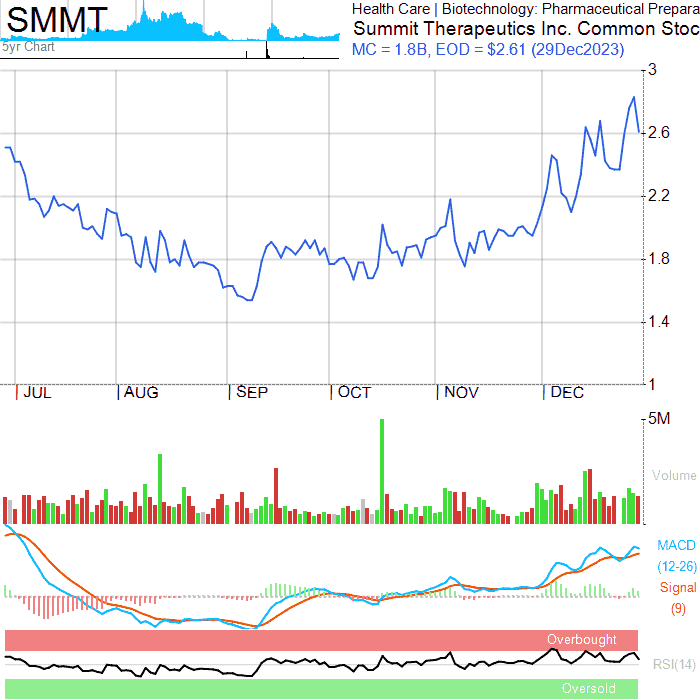 SMMT
5yr Chart
Health Care | Biotechnology: Pharmaceutical Prepara
Summit Therapeutics Inc. Common Stoc
MC = 1.8B, EOD = $2.61 (29Dec2023)
3
2.6
2.2
1.8
1.4
1
JUL AUG SEP OCT NOV DEC
5M
Volume
MACD
(12-26)
Signal
(9)
Overbought
RSI(14)
Oversold